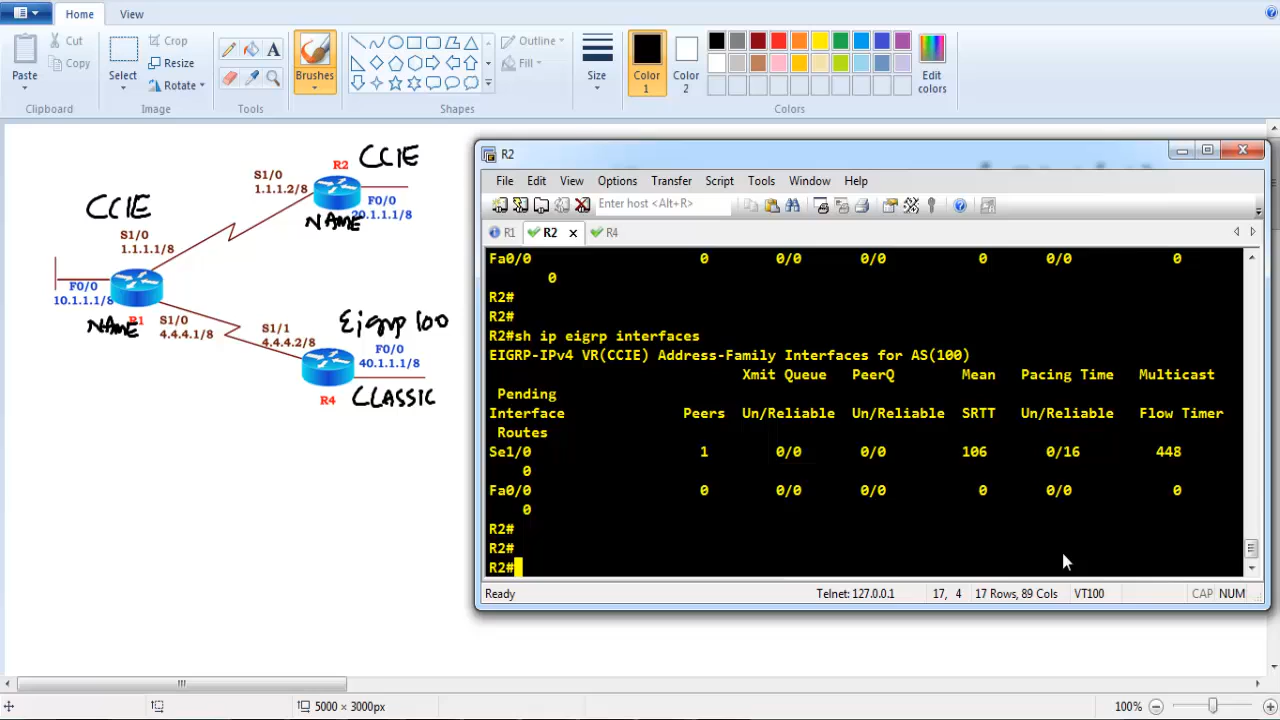 Home
View
Cut
Copy
Paste
Clipboard
Crop
Resize
Rotate
Select
Image
Tools
Brushes
Outline
Fill
Shapes
Size
Color 1
Color 2
Edit colors
Colors
CCIE
R2
S1/0
1.1.1.2/8
F0/0
20.1.1.1/8
NAME
CCIE
S1/0
1.1.1.1/8
F0/0
10.1.1.1/8
R1
NAME
S1/0
4.4.4.1/8
S1/1
4.4.4.2/8
Eigrp 100
F0/0
40.1.1.1/8
R4
CLASSIC
R2
File Edit View Options Transfer Script Tools Window Help
Enter host <Alt+R>
R1 R2 R4
Fa0/0 0 0/0 0/0 0 0/0 0
0
R2#
R2#
R2#sh ip eigrp interfaces
EIGRP-IPv4 VR(CCIE) Address-Family Interfaces for AS(100)
Xmit Queue PeerQ Mean Pacing Time Multicast
Pending
Interface Peers Un/Reliable Un/Reliable SRTT Un/Reliable Flow Timer
Routes
Se1/0 1 0/0 0/0 106 0/16 448
0
Fa0/0 0 0/0 0/0 0 0/0 0
0
R2#
R2#
R2#
Ready Telnet: 127.0.0.1 17, 4 17 Rows, 89 Cols VT100 CAP NUM
5000 × 3000px 100%